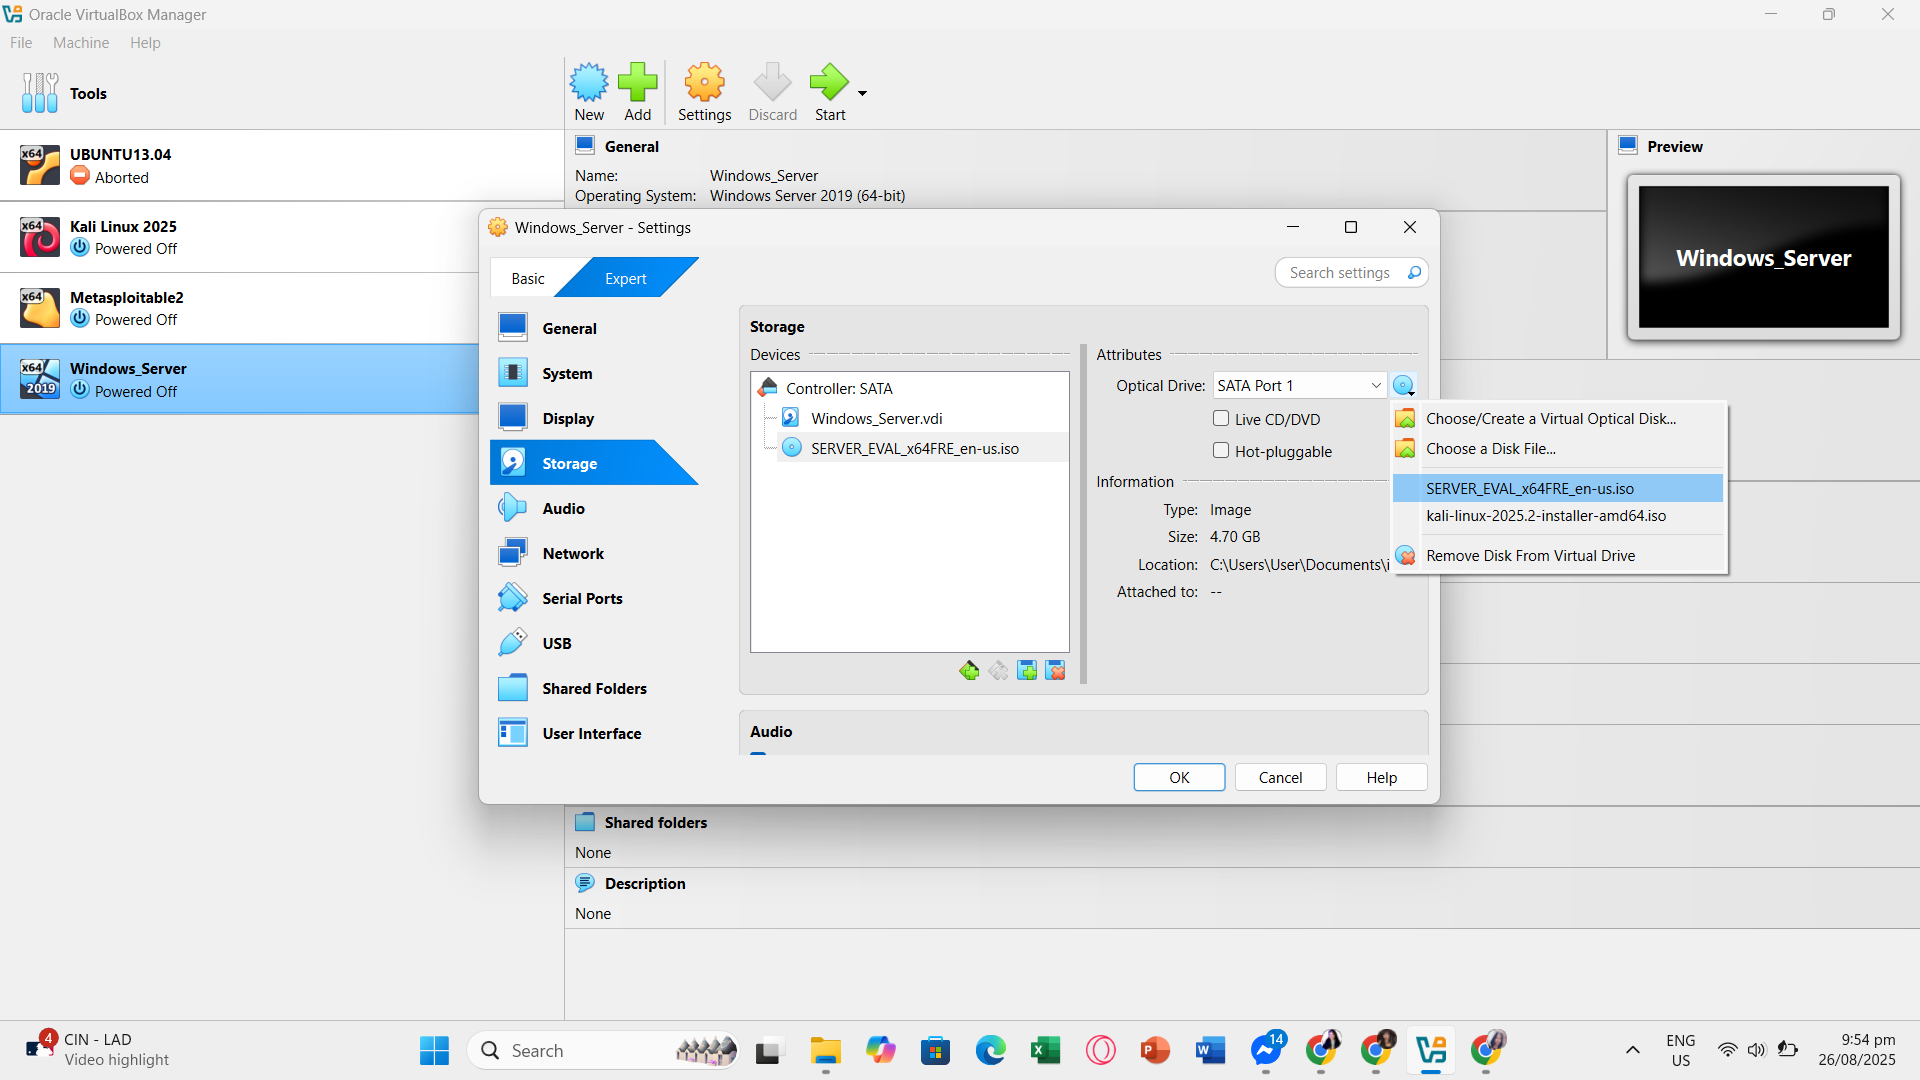 Oracle VirtualBox Manager
File Machine Help
Tools
New Add Settings Discard Start
x64 UBUNTU13.04
Aborted
x64 Kali Linux 2025
Powered Off
x64 Metasploitable2
Powered Off
x64 2019 Windows_Server
Powered Off
General
Name: Windows_Server
Operating System: Windows Server 2019 (64-bit)
Preview
Windows_Server
Windows_Server - Settings
Basic Expert
Search settings
General
System
Display
Storage
Audio
Network
Serial Ports
USB
Shared Folders
User Interface
Storage
Devices
Controller: SATA
Windows_Server.vdi
SERVER_EVAL_x64FRE_en-us.iso
Attributes
Optical Drive: SATA Port 1
Live CD/DVD
Hot-pluggable
Information
Type: Image
Size: 4.70 GB
Location: C:\Users\User\Documents\
Attached to: --
Choose/Create a Virtual Optical Disk...
Choose a Disk File...
SERVER_EVAL_x64FRE_en-us.iso
kali-linux-2025.2-installer-amd64.iso
Remove Disk From Virtual Drive
Audio
OK Cancel Help
Shared folders
None
Description
None
4 CIN - LAD
Video highlight
Search
14
ENG
US
9:54 pm
26/08/2025